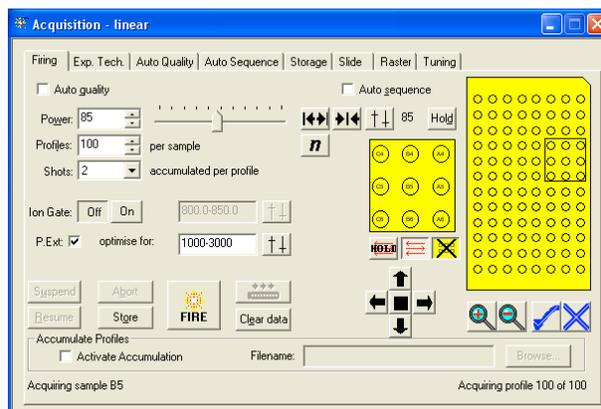 Acquisition - linear
Firing Exp. Tech. Auto Quality Auto Sequence Storage Slide Raster Tuning
Auto quality Auto sequence
Power: 85 85 Hold
Profiles: 100 per sample n
Shots: 2 accumulated per profile
C4 B4 A4
C5 B5 A5
C6 B6 A6
Ion Gate: Off On 800.0-850.0
P.Ext: optimise for: 1000-3000
HOLD
Suspend Abort
Resume Store FIRE Clear data
Accumulate Profiles
Activate Accumulation Filename: Browse...
Acquiring sample B5 Acquiring profile 100 of 100